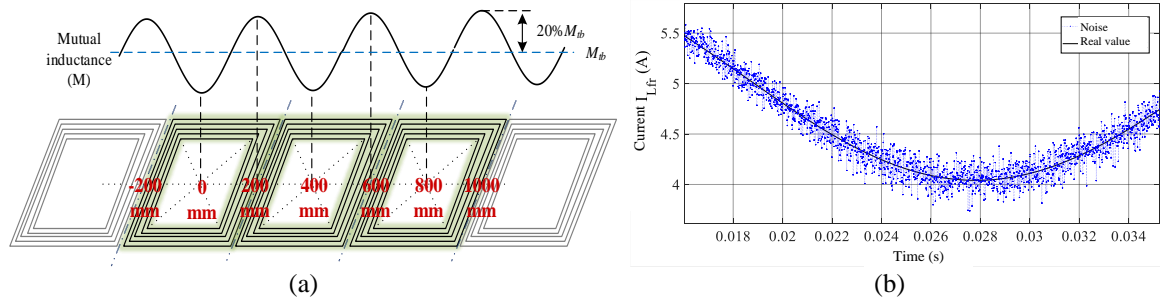 Mutual
inductance
(M)
20%M_tb
M_tb
-200
mm
0
mm
200
mm
400
mm
600
mm
800
mm
1000
mm
(a)
Current I_Lfr (A)
5.5
5
4.5
4
0.018 0.02 0.022 0.024 0.026 0.028 0.03 0.032 0.034
Time (s)
Noise
Real value
(b)